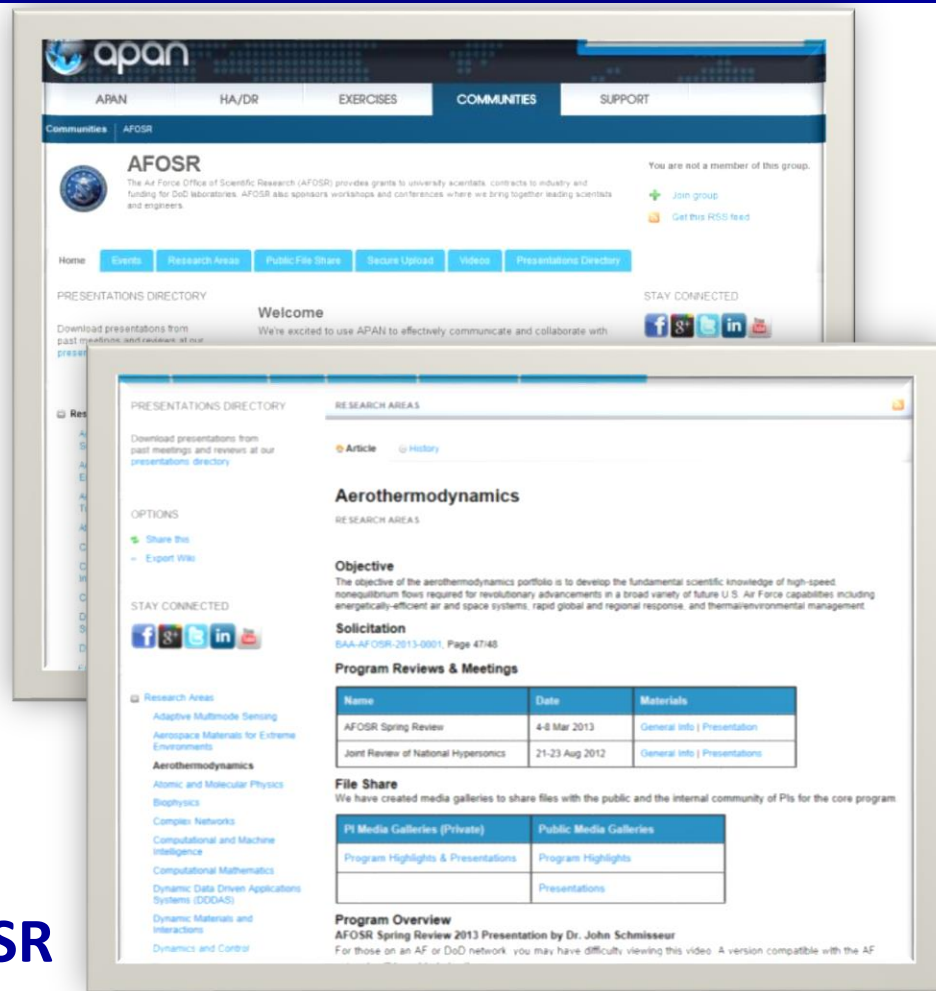 apan
APAN HA/DR EXERCISES COMMUNITIES SUPPORT
Communities AFOSR
AFOSR
The Air Force Office of Scientific Research (AFOSR) provides grants to university scientists, contracts to industry and
funding for DoD laboratories. AFOSR also sponsors workshops and conferences where we bring together leading scientists
and engineers.
You are not a member of this group.
Join group
Get this RSS feed
Home Events Research Areas Public File Share Secure Upload Videos Presentations Directory
PRESENTATIONS DIRECTORY
Download presentations from
past meetings and reviews at our
Welcome
We're excited to use APAN to effectively communicate and collaborate with
STAY CONNECTED
PRESENTATIONS DIRECTORY
Download presentations from
past meetings and reviews at our
presentations directory
OPTIONS
Share this
Export Wiki
STAY CONNECTED
Research Areas
Adaptive Multimode Sensing
Aerospace Materials for Extreme
Environments
Aerothermodynamics
Atomic and Molecular Physics
Biophysics
Complex Networks
Computational and Machine
Intelligence
Computational Mathematics
Dynamic Data Driven Applications
Systems (DDDAS)
Dynamic Materials and
Interactions
Dynamics and Control
RESEARCH AREAS
Article History
Aerothermodynamics
RESEARCH AREAS
Objective
The objective of the aerothermodynamics portfolio is to develop the fundamental scientific knowledge of high-speed,
nonequilibrium flows required for revolutionary advancements in a broad variety of future U.S. Air Force capabilities including
energetically-efficient air and space systems, rapid global and regional response, and thermal/environmental management.
Solicitation
BAA-AFOSR-2013-0001, Page 47/48
Program Reviews & Meetings
Name Date Materials
AFOSR Spring Review 4-8 Mar 2013 General Info | Presentation
Joint Review of National Hypersonics 21-23 Aug 2012 General Info | Presentations
File Share
We have created media galleries to share files with the public and the internal community of PIs for the core program.
PI Media Galleries (Private) Public Media Galleries
Program Highlights & Presentations Program Highlights
Presentations
Program Overview
AFOSR Spring Review 2013 Presentation by Dr. John Schmisseur
For those on an AF or DoD network, you may have difficulty viewing this video. A version compatible with the AF
SR